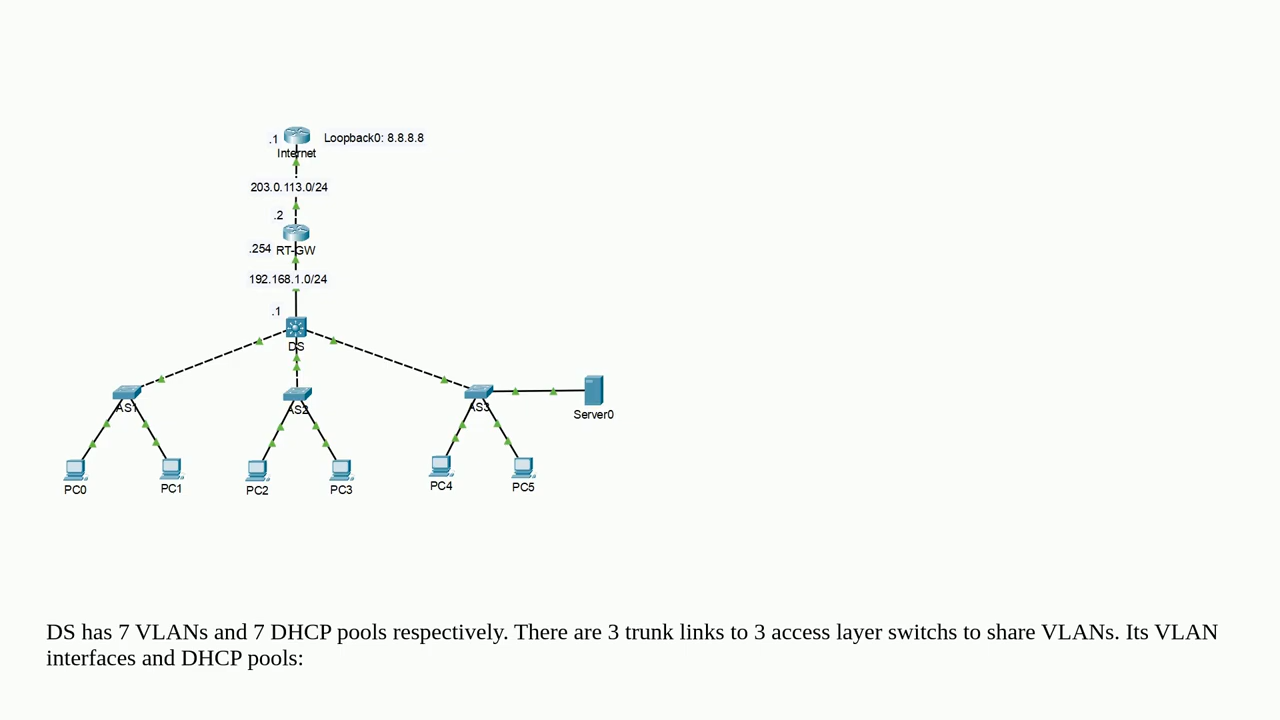 .1
Loopback0: 8.8.8.8
Internet
203.0.113.0/24
.2
.254
RT-GW
192.168.1.0/24
.1
DS
AS1
AS2
AS3
Server0
PC0
PC1
PC2
PC3
PC4
PC5
DS has 7 VLANs and 7 DHCP pools respectively. There are 3 trunk links to 3 access layer switchs to share VLANs. Its VLAN
interfaces and DHCP pools: